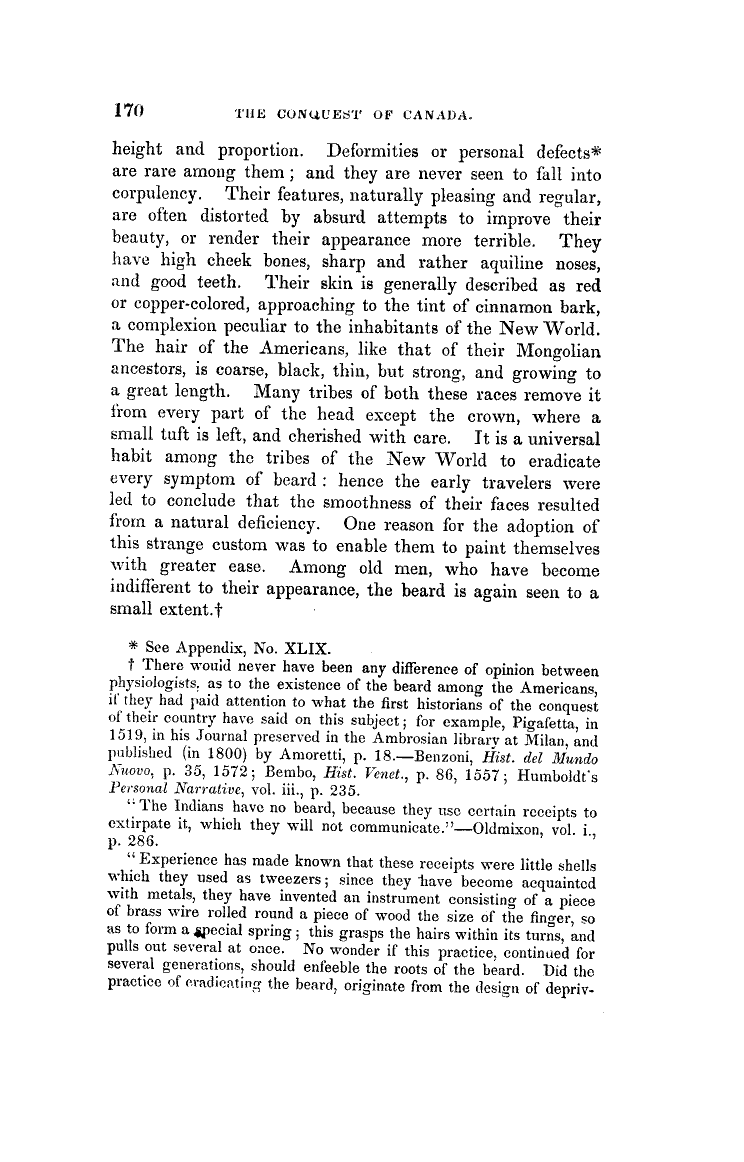 170 THE CONQUEST OF CANADA.
height and proportion. Deformities or personal defects*
are rare among them ; and they are never seen to fall into
corpulency. Their features, naturally pleasing and regular,
are often distorted by absurd attempts to improve their
beauty, or render their appearance more terrible. They
have high cheek bones, sharp and rather aquiline noses,
and good teeth. Their skin is generally described as red
or copper-colored, approaching to the tint of cinnamon bark,
a complexion peculiar to the inhabitants of the New World.
The hair of the Americans, like that of their Mongolian
ancestors, is coarse, black, thin, but strong, and growing to
a great length. Many tribes of both these races remove it
from every part of the head except the crown, where a
small tuft is left, and cherished with care. It is a universal
habit among the tribes of the New World to eradicate
every symptom of beard : hence the early travelers were
led to conclude that the smoothness of their faces resulted
from a natural deficiency. One reason for the adoption of
this strange custom was to enable them to paint themselves
with greater ease. Among old men, who have become
indifferent to their appearance, the beard is again seen to a
small extent.†
* See Appendix, No. XLIX.
† There would never have been any difference of opinion between
physiologists, as to the existence of the beard among the Americans,
if they had paid attention to what the first historians of the conquest
of their country have said on this subject ; for example, Pigafetta, in
1519, in his Journal preserved in the Ambrosian library at Milan, and
published (in 1800) by Amoretti, p. 18.—Benzoni, Hist. del Mundo
Nuovo, p. 35, 1572 ; Bembo, Hist. Venet., p. 86, 1557 ; Humboldt's
Personal Narrative, vol. iii., p. 235.
"The Indians have no beard, because they use certain receipts to
extirpate it, which they will not communicate."—Oldmixon, vol. i.,
p. 286.
"Experience has made known that these receipts were little shells
which they used as tweezers ; since they have become acquainted
with metals, they have invented an instrument consisting of a piece
of brass wire rolled round a piece of wood the size of the finger, so
as to form a special spring ; this grasps the hairs within its turns, and
pulls out several at once. No wonder if this practice, continued for
several generations, should enfeeble the roots of the beard. Did the
practice of eradicating the beard, originate from the design of depriv-